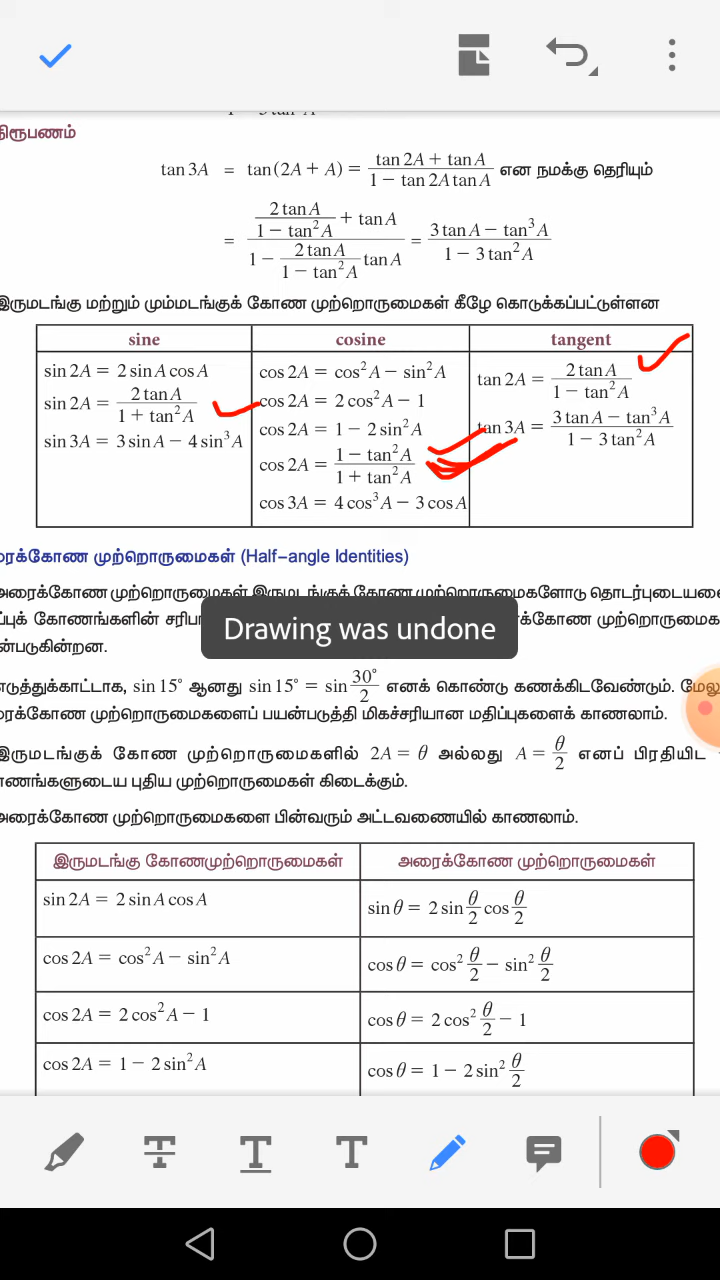 நிரூபணம்
tan 3A = tan(2A + A) = (tan 2A + tan A)/(1 − tan 2A tan A) என நமக்கு தெரியும்
= (2 tan A/(1 − tan²A) + tan A)/(1 − (2 tan A/(1 − tan²A)) tan A) = (3 tan A − tan³A)/(1 − 3 tan²A)
இருமடங்கு மற்றும் மும்மடங்குக் கோண முற்றொருமைகள் கீழே கொடுக்கப்பட்டுள்ளன
sine cosine tangent
sin 2A = 2 sin A cos A
sin 2A = 2 tan A/(1 + tan²A)
sin 3A = 3 sin A − 4 sin³A
cos 2A = cos²A − sin²A
cos 2A = 2 cos²A − 1
cos 2A = 1 − 2 sin²A
cos 2A = (1 − tan²A)/(1 + tan²A)
cos 3A = 4 cos³A − 3 cos A
tan 2A = 2 tan A/(1 − tan²A)
tan 3A = (3 tan A − tan³A)/(1 − 3 tan²A)
ரைக்கோண முற்றொருமைகள் (Half–angle Identities)
அரைக்கோண முற்றொருமைகள் இருமடங்குக் கோண முற்றொருமைகளோடு தொடர்புடையவை
ப்புக் கோணங்களின் சரிப ரக்கோண முற்றொருமைக
ன்படுகின்றன.
Drawing was undone
எடுத்துக்காட்டாக, sin 15° ஆனது sin 15° = sin 30°/2 எனக் கொண்டு கணக்கிடவேண்டும். மேலு
ரைக்கோண முற்றொருமைகளைப் பயன்படுத்தி மிகச்சரியான மதிப்புகளைக் காணலாம்.
இருமடங்குக் கோண முற்றொருமைகளில் 2A = θ அல்லது A = θ/2 எனப் பிரதியிட
ாணங்களுடைய புதிய முற்றொருமைகள் கிடைக்கும்.
அரைக்கோண முற்றொருமைகளை பின்வரும் அட்டவணையில் காணலாம்.
இருமடங்கு கோணமுற்றொருமைகள் அரைக்கோண முற்றொருமைகள்
sin 2A = 2 sin A cos A sin θ = 2 sin θ/2 cos θ/2
cos 2A = cos²A − sin²A cos θ = cos² θ/2 − sin² θ/2
cos 2A = 2 cos²A − 1 cos θ = 2 cos² θ/2 − 1
cos 2A = 1 − 2 sin²A cos θ = 1 − 2 sin² θ/2